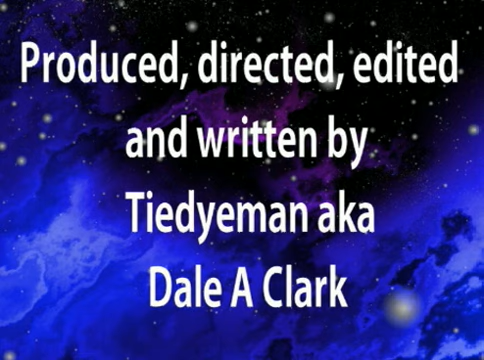 Produced, directed, edited
and written by
Tiedyeman aka
Dale A Clark